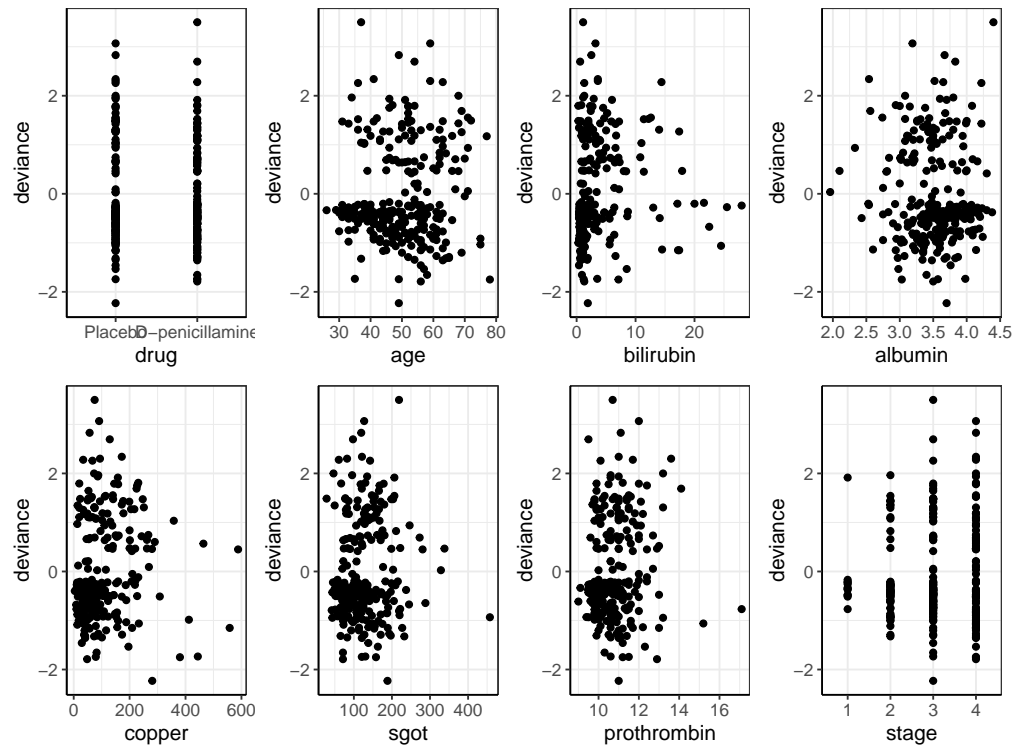 deviance
2
0
−2
Placebo
D−penicillamine
drug
deviance
2
0
−2
30 40 50 60 70 80
age
deviance
2
0
−2
0 10 20
bilirubin
deviance
2
0
−2
2.0 2.5 3.0 3.5 4.0 4.5
albumin
deviance
2
0
−2
0 200 400 600
copper
deviance
2
0
−2
100 200 300 400
sgot
deviance
2
0
−2
10 12 14 16
prothrombin
deviance
2
0
−2
1 2 3 4
stage